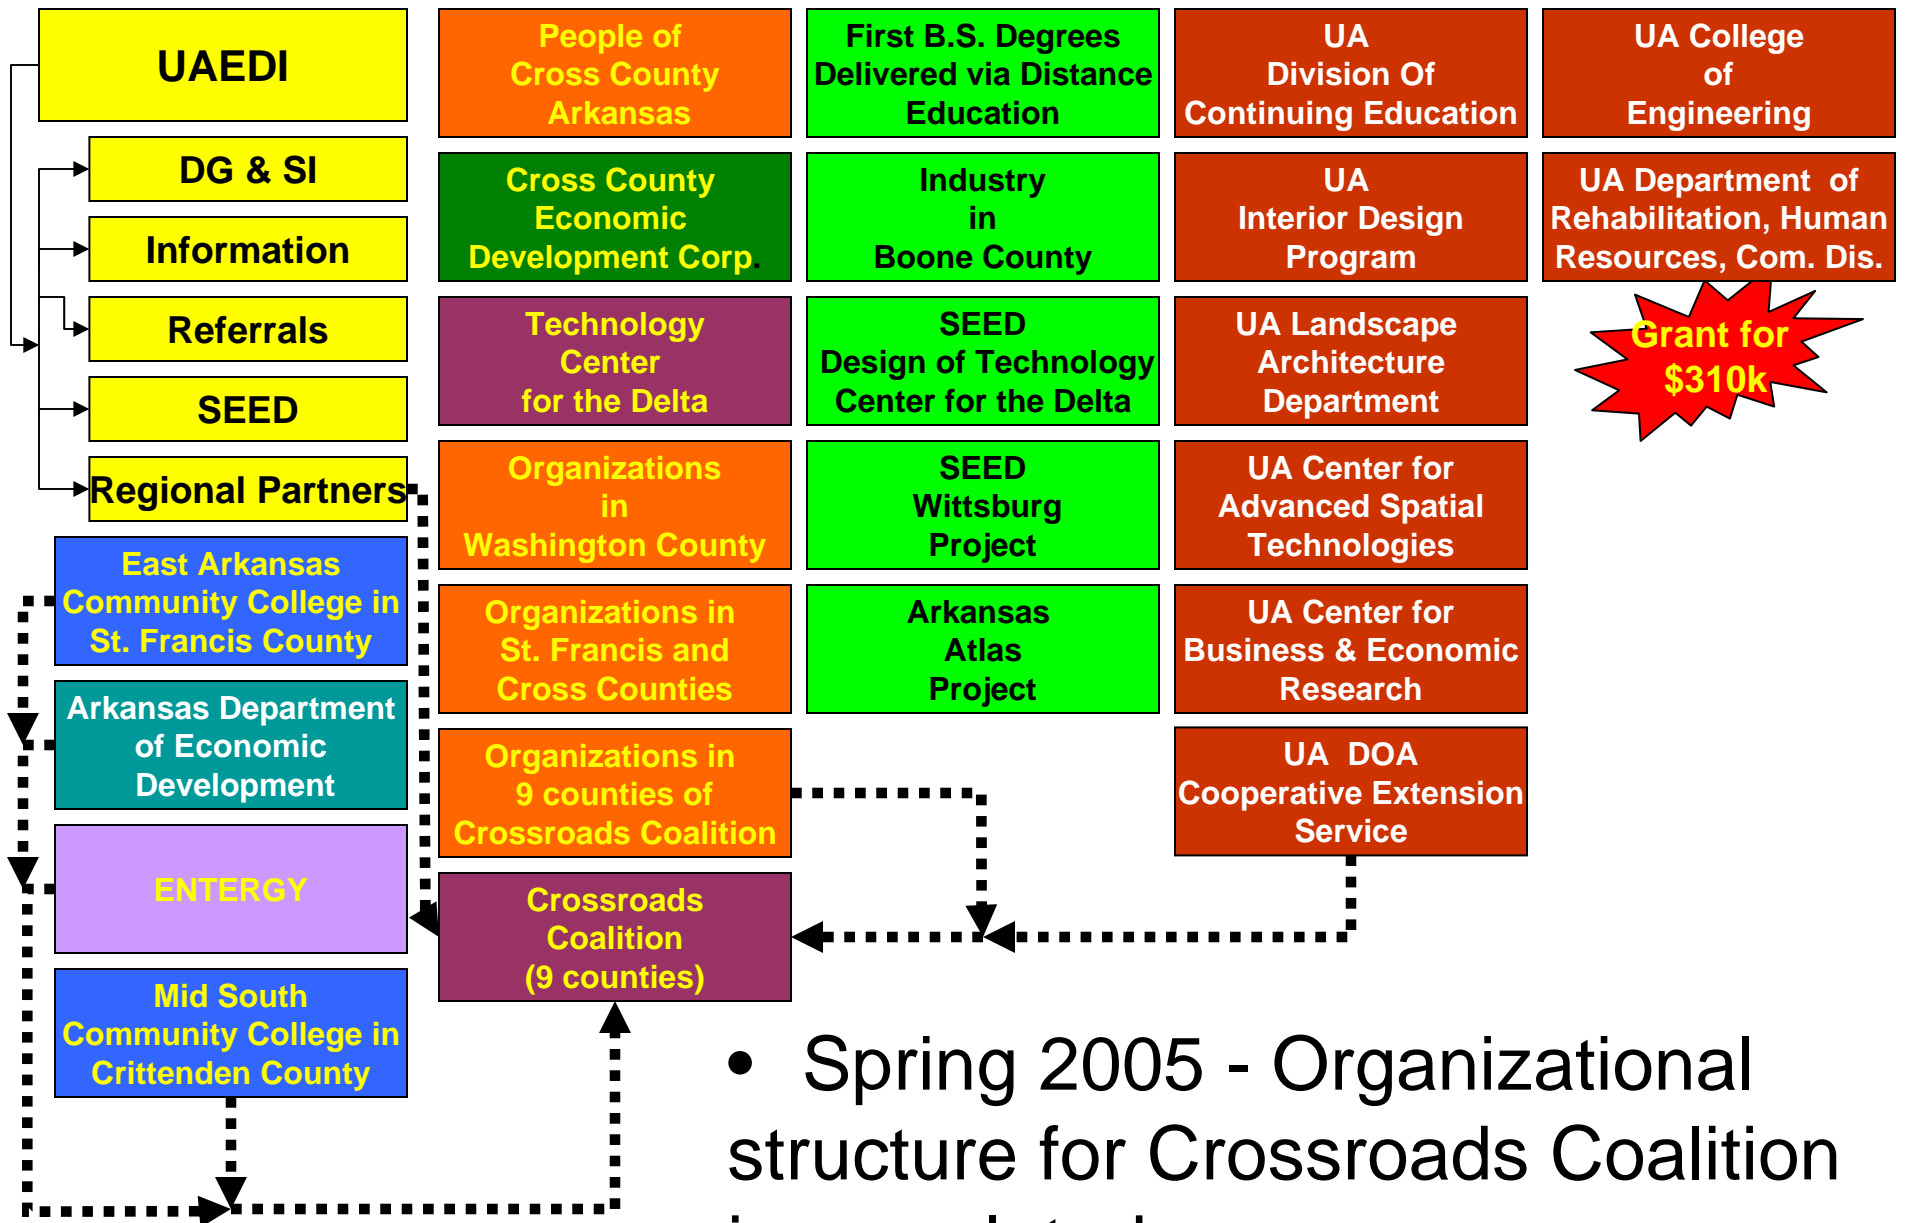 UAEDI
DG & SI
Information
Referrals
SEED
Regional Partners
East Arkansas
Community College in
St. Francis County
Arkansas Department
of Economic
Development
ENTERGY
Mid South
Community College in
Crittenden County
People of
Cross County
Arkansas
Cross County
Economic
Development Corp.
Technology
Center
for the Delta
Organizations
in
Washington County
Organizations in
St. Francis and
Cross Counties
Organizations in
9 counties of
Crossroads Coalition
Crossroads
Coalition
(9 counties)
First B.S. Degrees
Delivered via Distance
Education
Industry
in
Boone County
SEED
Design of Technology
Center for the Delta
SEED
Wittsburg
Project
Arkansas
Atlas
Project
UA
Division Of
Continuing Education
UA
Interior Design
Program
UA Landscape
Architecture
Department
UA Center for
Advanced Spatial
Technologies
UA Center for
Business & Economic
Research
UA DOA
Cooperative Extension
Service
UA College
of
Engineering
UA Department of
Rehabilitation, Human
Resources, Com. Dis.
Grant for
$310k
• Spring 2005 - Organizational
structure for Crossroads Coalition